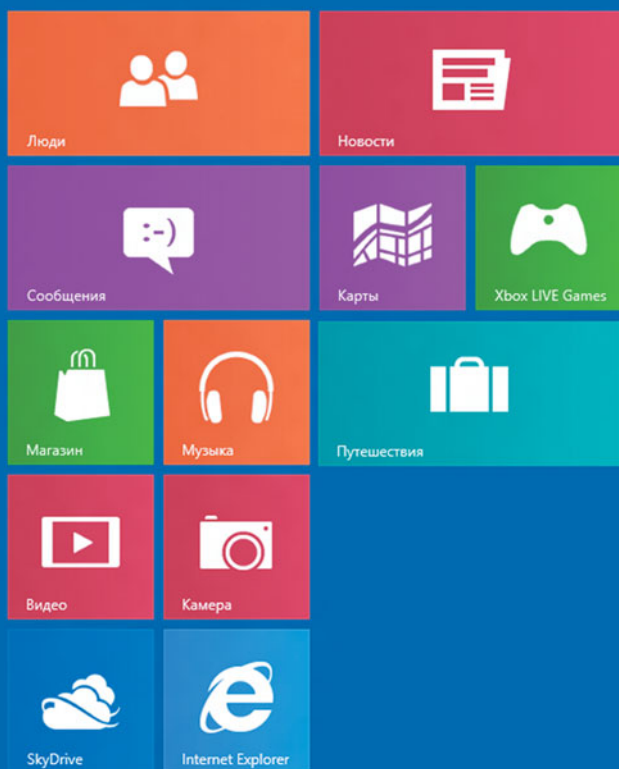 Люди
Новости
:-)
Сообщения
Карты
Xbox LIVE Games
Магазин
Музыка
Путешествия
Видео
Камера
SkyDrive
Internet Explorer